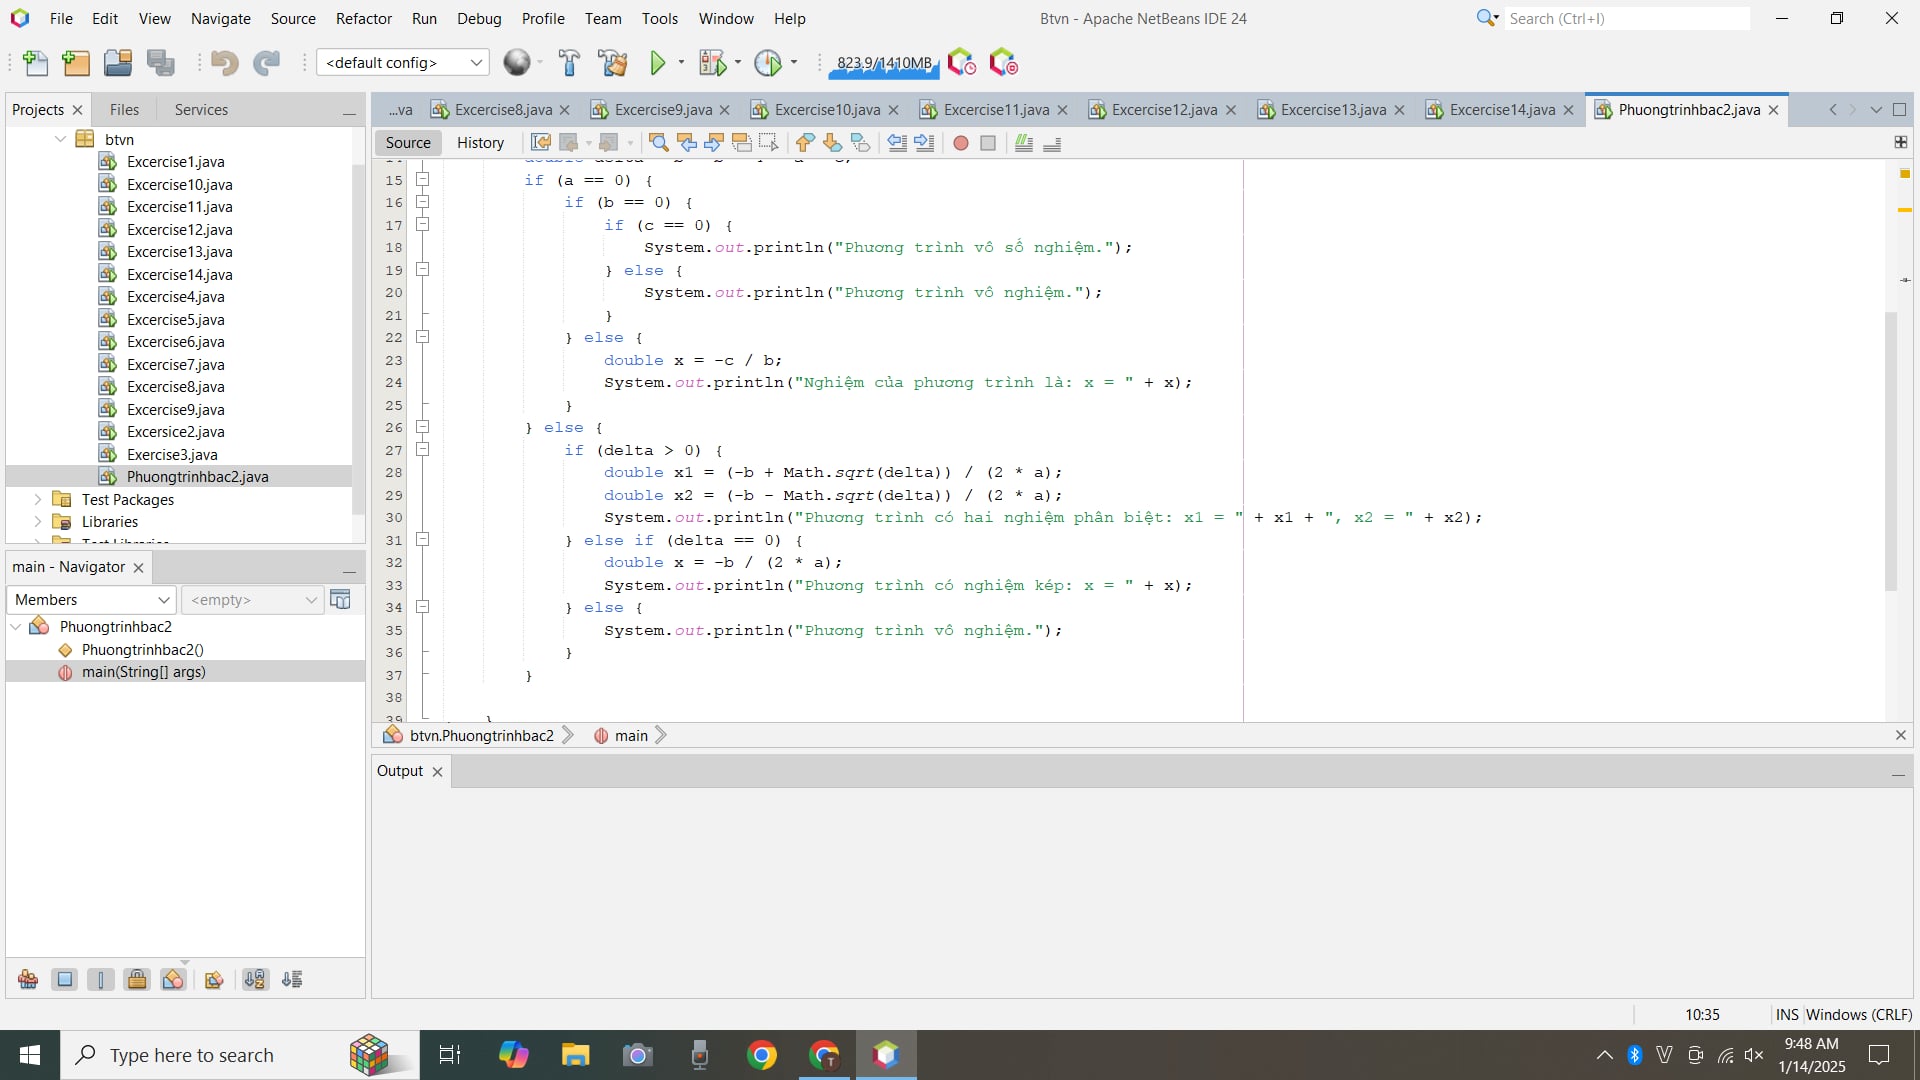 File Edit View Navigate Source Refactor Run Debug Profile Team Tools Window Help
Btvn - Apache NetBeans IDE 24
Search (Ctrl+I)
<default config>
823.9/1410MB
Projects Files Services
...va Excercise8.java Excercise9.java Excercise10.java Excercise11.java Excercise12.java Excercise13.java Excercise14.java Phuongtrinhbac2.java
Source History
btvn
Excercise1.java
Excercise10.java
Excercise11.java
Excercise12.java
Excercise13.java
Excercise14.java
Excercise4.java
Excercise5.java
Excercise6.java
Excercise7.java
Excercise8.java
Excercise9.java
Excersice2.java
Exercise3.java
Phuongtrinhbac2.java
Test Packages
Libraries
Test Libraries
15 if (a == 0) {
16 if (b == 0) {
17 if (c == 0) {
18 System.out.println("Phương trình vô số nghiệm.");
19 } else {
20 System.out.println("Phương trình vô nghiệm.");
21 }
22 } else {
23 double x = -c / b;
24 System.out.println("Nghiệm của phương trình là: x = " + x);
25 }
26 } else {
27 if (delta > 0) {
28 double x1 = (-b + Math.sqrt(delta)) / (2 * a);
29 double x2 = (-b - Math.sqrt(delta)) / (2 * a);
30 System.out.println("Phương trình có hai nghiệm phân biệt: x1 = " + x1 + ", x2 = " + x2);
31 } else if (delta == 0) {
32 double x = -b / (2 * a);
33 System.out.println("Phương trình có nghiệm kép: x = " + x);
34 } else {
35 System.out.println("Phương trình vô nghiệm.");
36 }
37 }
38
39 }
btvn.Phuongtrinhbac2 main
main - Navigator
Members <empty>
Phuongtrinhbac2
Phuongtrinhbac2()
main(String[] args)
Output
10:35 INS Windows (CRLF)
Type here to search
9:48 AM
1/14/2025